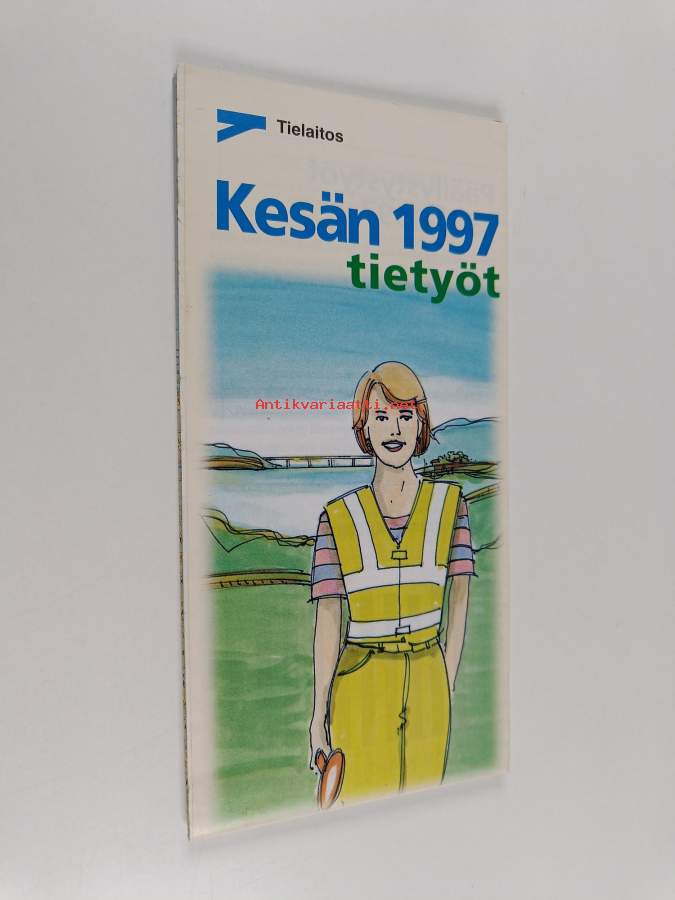 Tielaitos
Kesän 1997
tietyöt
Antikvariaatti.net